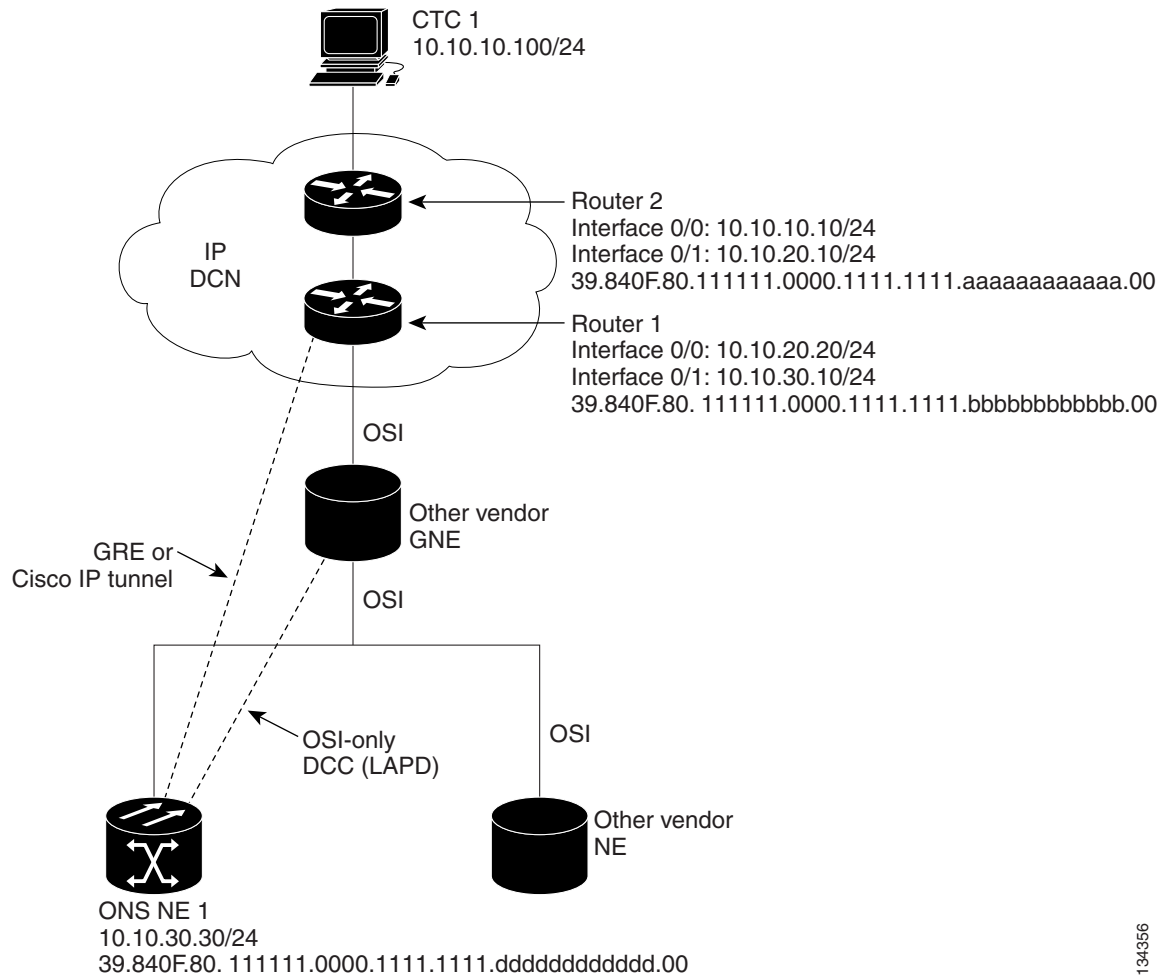 CTC 1
10.10.10.100/24
Router 2
Interface 0/0: 10.10.10.10/24
Interface 0/1: 10.10.20.10/24
39.840F.80.111111.0000.1111.1111.aaaaaaaaaaaa.00
IP
DCN
Router 1
Interface 0/0: 10.10.20.20/24
Interface 0/1: 10.10.30.10/24
39.840F.80. 111111.0000.1111.1111.bbbbbbbbbbbb.00
OSI
Other vendor
GNE
GRE or
Cisco IP tunnel
OSI
OSI-only
DCC (LAPD)
OSI
Other vendor
NE
ONS NE 1
10.10.30.30/24
39.840F.80. 111111.0000.1111.1111.dddddddddddd.00
134356